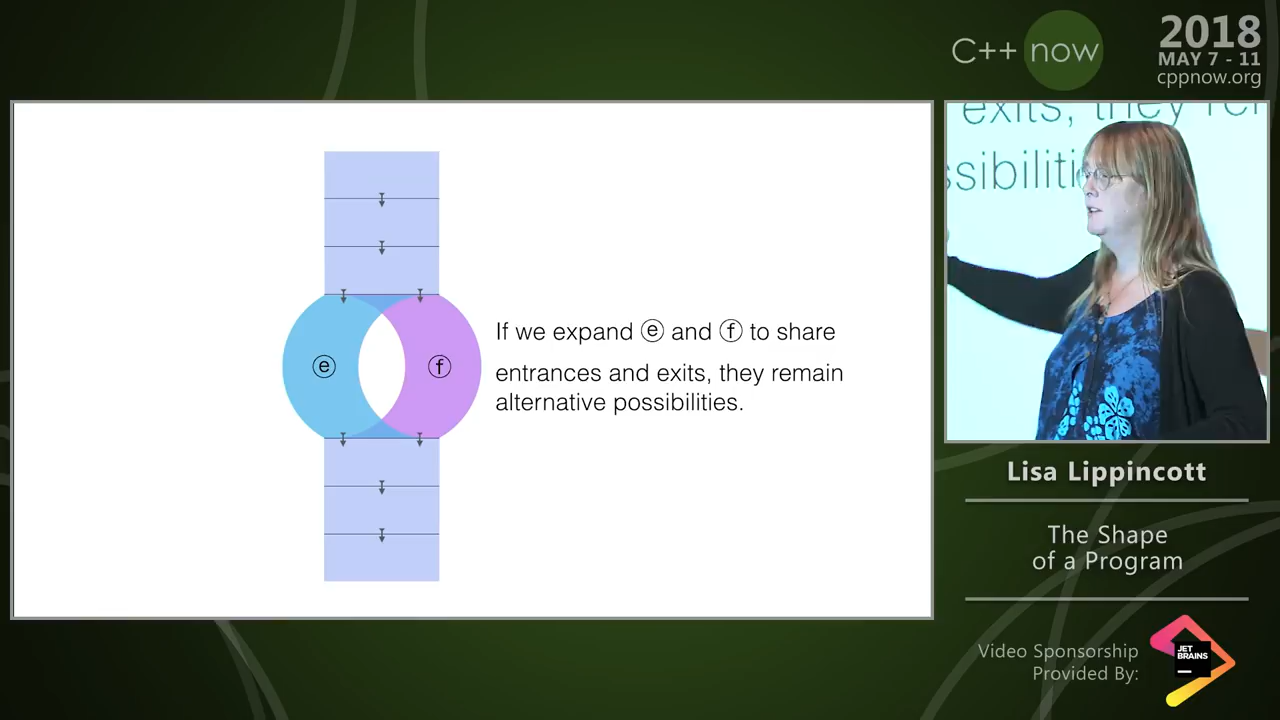 C++ now
2018
MAY 7 - 11
cppnow.org
exits, they rem
ssibiliti
ⓔ
ⓕ
If we expand ⓔ and ⓕ to share
entrances and exits, they remain
alternative possibilities.
Lisa Lippincott
The Shape
of a Program
Video Sponsorship
Provided By:
JET
BRAINS